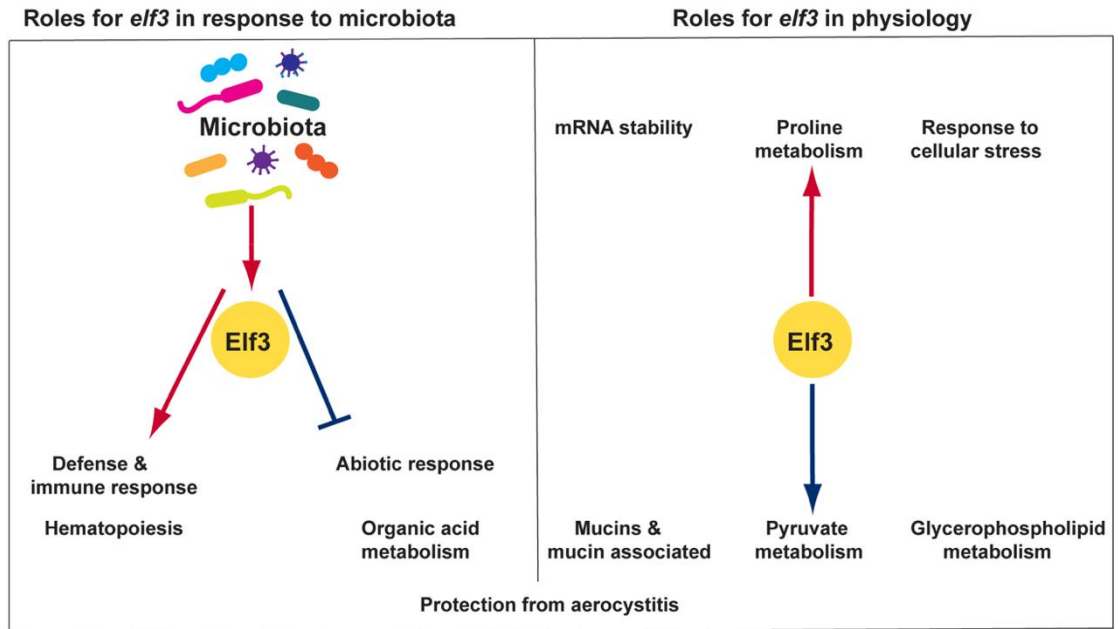 Roles for elf3 in response to microbiota
Microbiota
Elf3
Defense &
immune response
Hematopoiesis
Abiotic response
Organic acid
metabolism
Roles for elf3 in physiology
mRNA stability
Proline
metabolism
Response to
cellular stress
Elf3
Mucins &
mucin associated
Pyruvate
metabolism
Glycerophospholipid
metabolism
Protection from aerocystitis